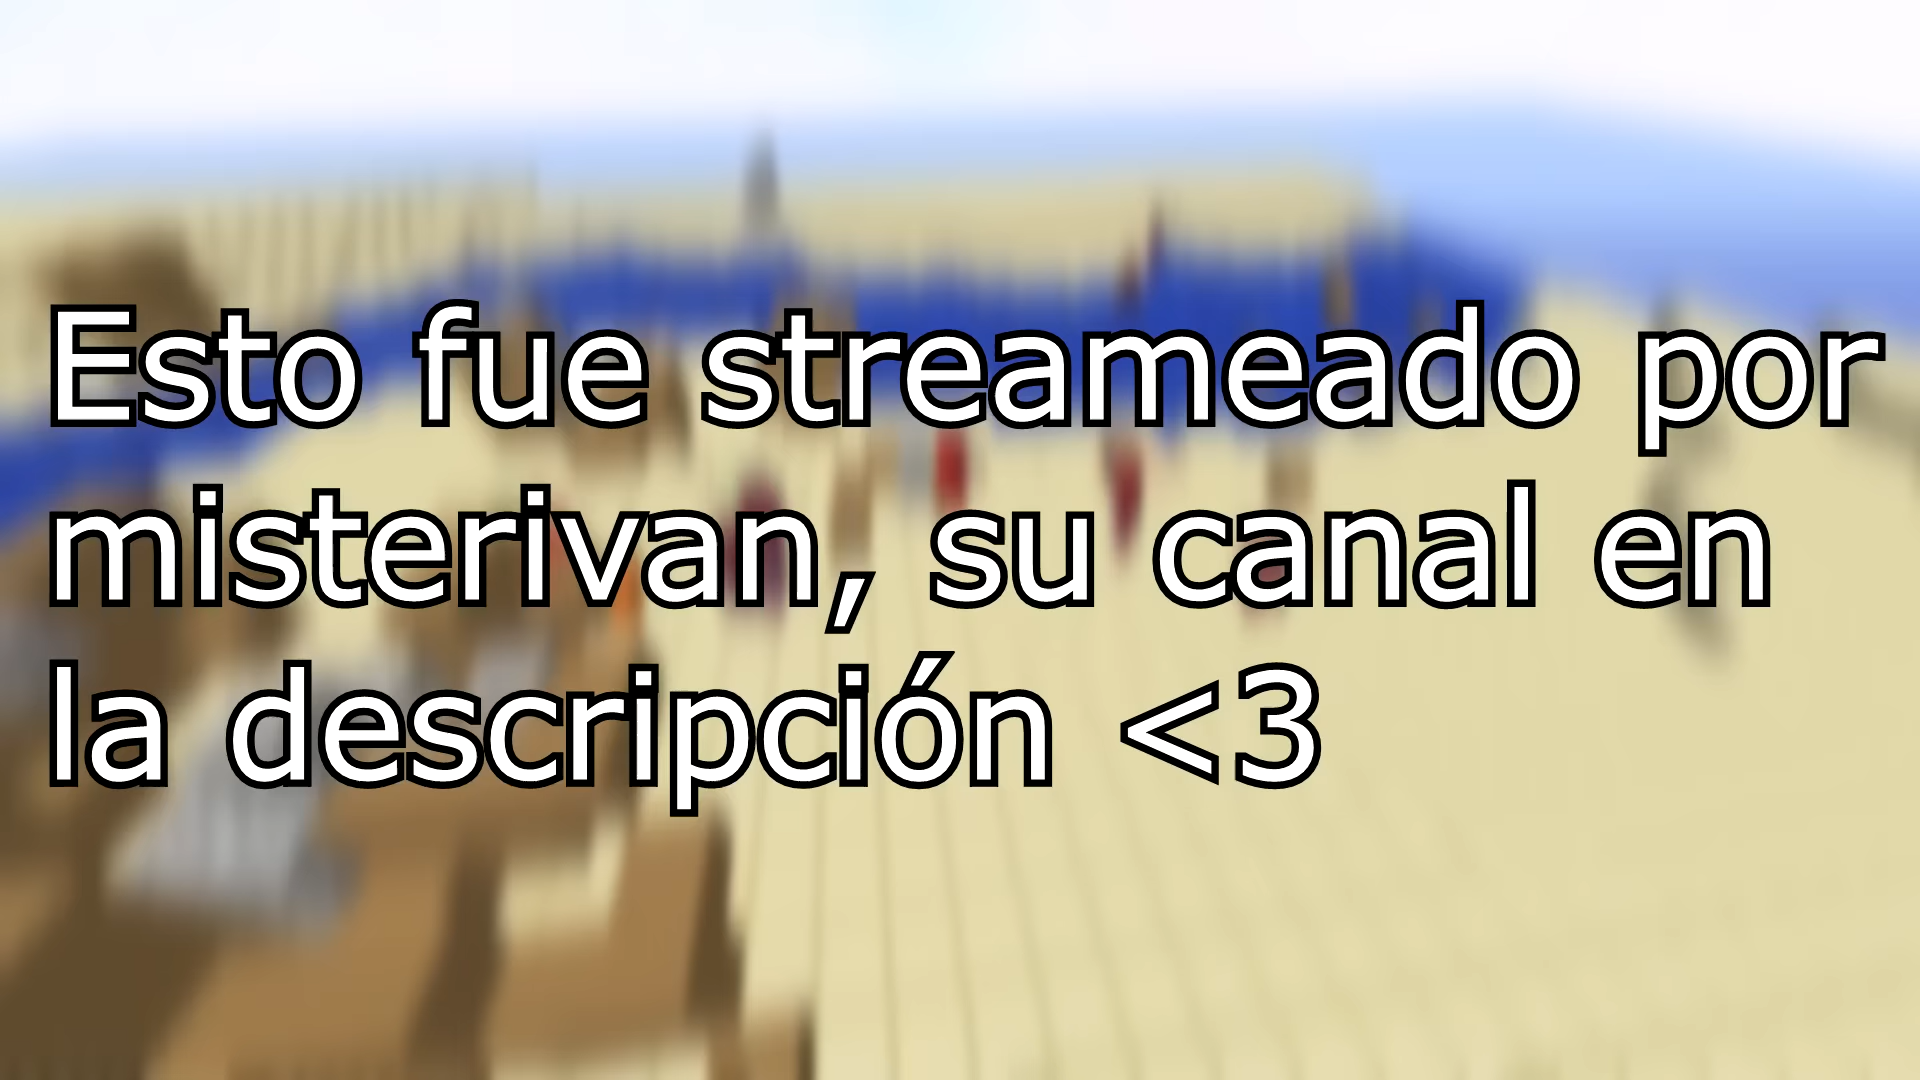 Esto fue streameado por
misterivan, su canal en
la descripción <3